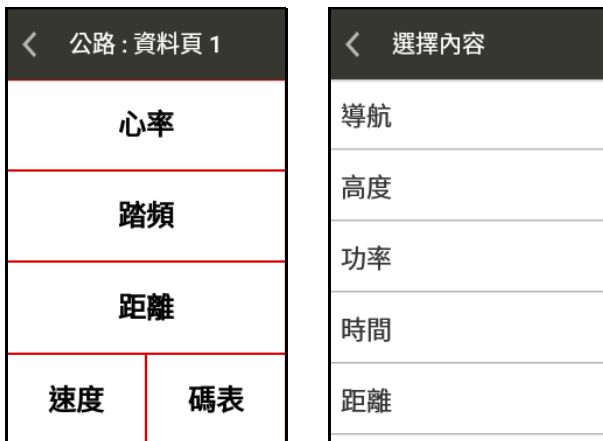 公路 : 資料頁 1
心率
踏頻
距離
速度
碼表
選擇內容
導航
高度
功率
時間
距離